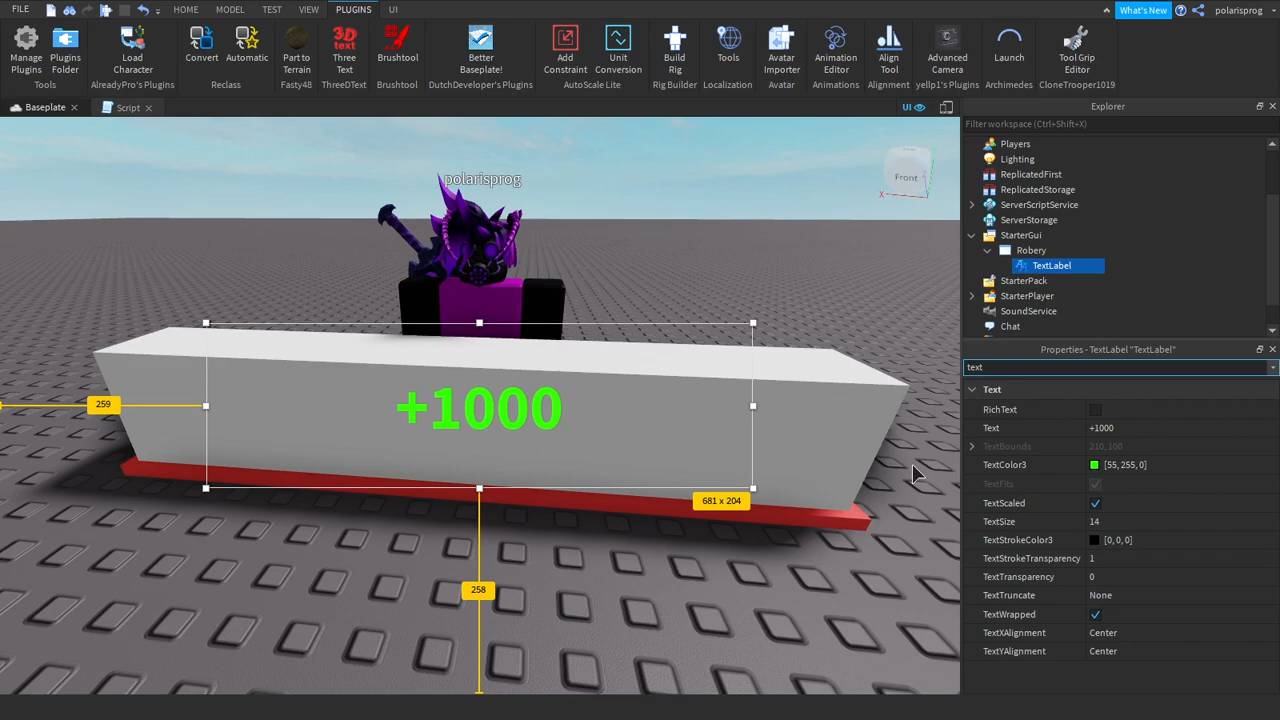 FILE
HOME MODEL TEST VIEW PLUGINS UI
What's New polarisprog
Manage Plugins
Plugins Folder
Load Character
Convert
Automatic
Part to Terrain
3D text
Three Text
Brushtool
Better Baseplate!
Add Constraint
Unit Conversion
Build Rig
Tools
Avatar Importer
Animation Editor
Align Tool
Advanced Camera
Launch
Tool Grip Editor
Tools AlreadyPro's Plugins Reclass Fasty48 ThreeDText Brushtool DutchDeveloper's Plugins AutoScale Lite Rig Builder Localization Avatar Animations Alignment yellp1's Plugins Archimedes CloneTrooper1019
Baseplate Script UI
polarisprog
Front
X
+1000
259
681 x 204
258
Explorer
Filter workspace (Ctrl+Shift+X)
Players
Lighting
ReplicatedFirst
ReplicatedStorage
ServerScriptService
ServerStorage
StarterGui
Robery
TextLabel
StarterPack
StarterPlayer
SoundService
Chat
Properties - TextLabel "TextLabel"
text
Text
RichText
Text +1000
TextBounds 210, 100
TextColor3 [55, 255, 0]
TextFits
TextScaled
TextSize 14
TextStrokeColor3 [0, 0, 0]
TextStrokeTransparency 1
TextTransparency 0
TextTruncate None
TextWrapped
TextXAlignment Center
TextYAlignment Center